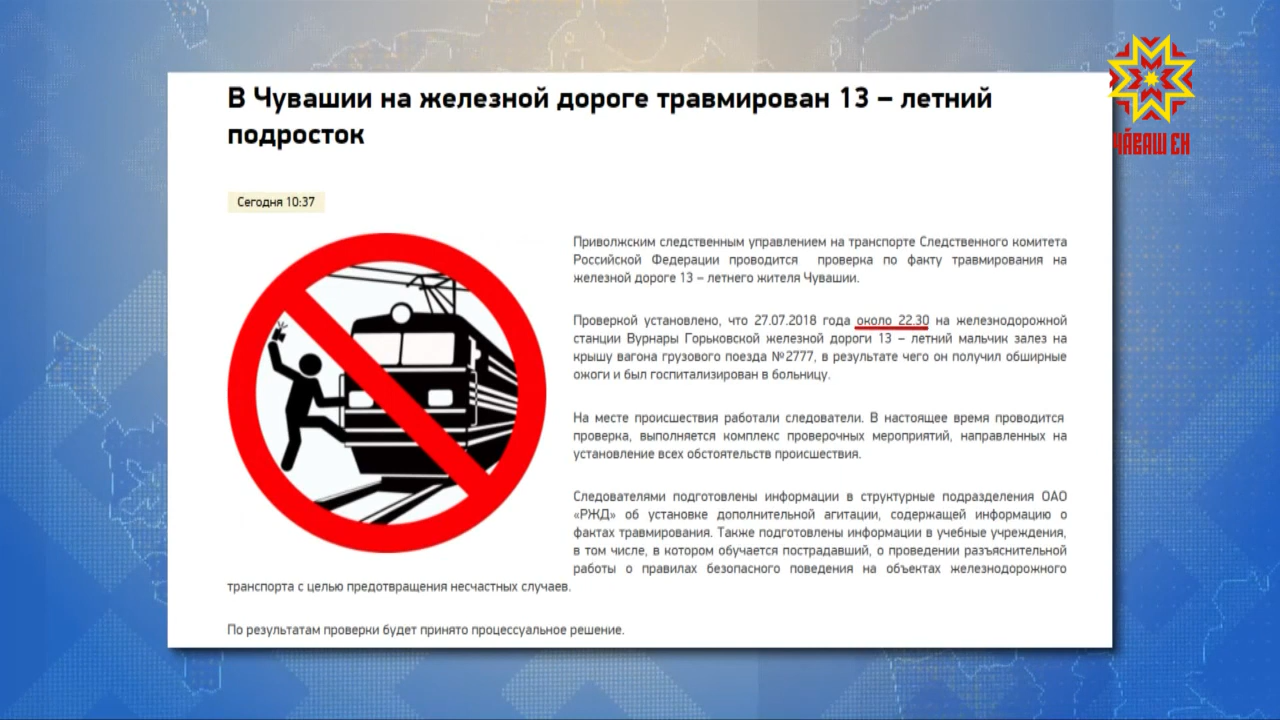 В Чувашии на железной дороге травмирован 13 – летний
подросток
ЧӐВАШ ЕН
Сегодня 10:37
Приволжским следственным управлением на транспорте Следственного комитета
Российской Федерации проводится проверка по факту травмирования на
железной дороге 13 – летнего жителя Чувашии.
Проверкой установлено, что 27.07.2018 года около 22.30 на железнодорожной
станции Вурнары Горьковской железной дороги 13 – летний мальчик залез на
крышу вагона грузового поезда №2777, в результате чего он получил обширные
ожоги и был госпитализирован в больницу.
На месте происшествия работали следователи. В настоящее время проводится
проверка, выполняется комплекс проверочных мероприятий, направленных на
установление всех обстоятельств происшествия.
Следователями подготовлены информации в структурные подразделения ОАО
«РЖД» об установке дополнительной агитации, содержащей информацию о
фактах травмирования. Также подготовлены информации в учебные учреждения,
в том числе, в котором обучается пострадавший, о проведении разъяснительной
работы о правилах безопасного поведения на объектах железнодорожного
транспорта с целью предотвращения несчастных случаев.
По результатам проверки будет принято процессуальное решение.